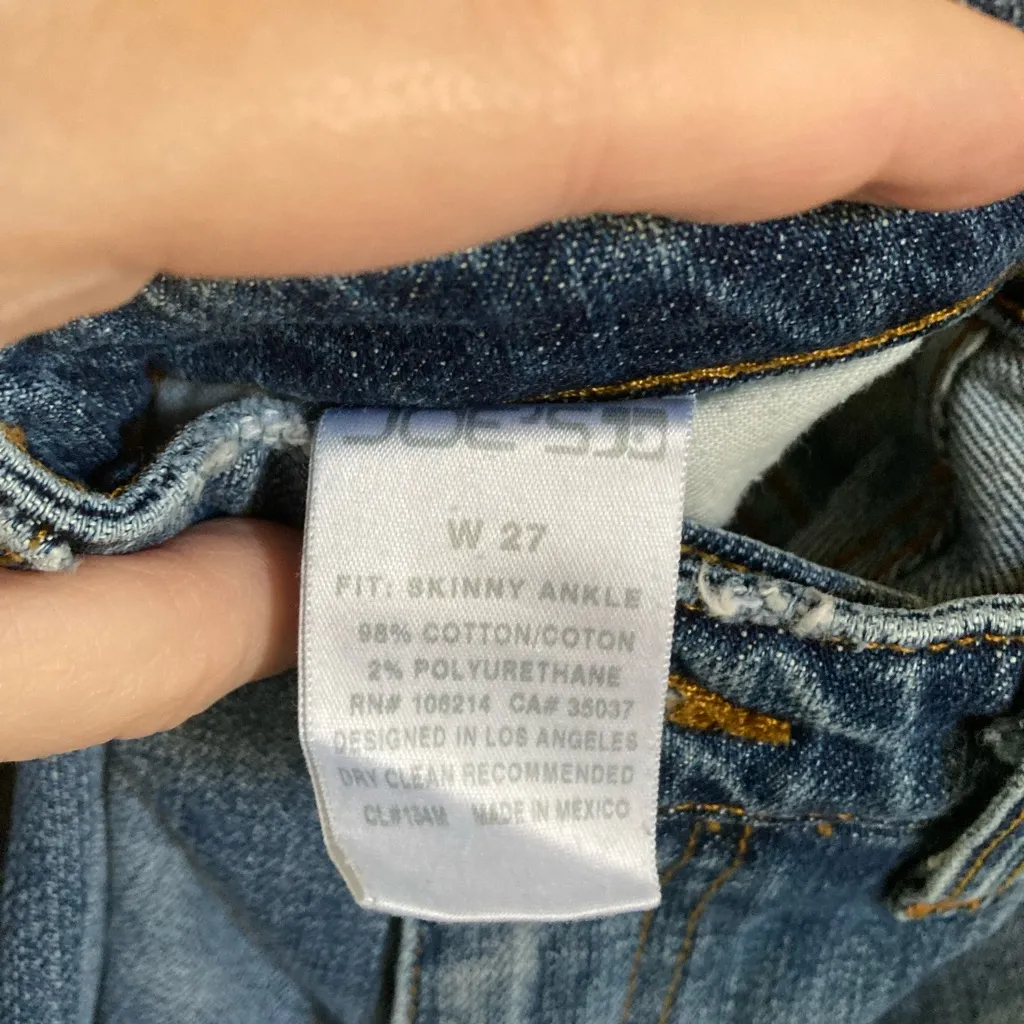 JOE'S
W 27
FIT: SKINNY ANKLE
98% COTTON/COTON
2% POLYURETHANE
RN# 106214 CA# 35037
DESIGNED IN LOS ANGELES
DRY CLEAN RECOMMENDED
CL#134M MADE IN MEXICO